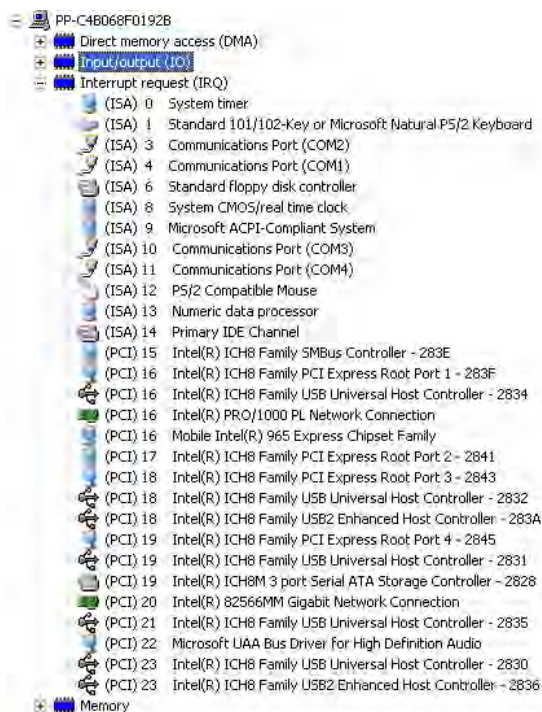 PP-C4B068F0192B
Direct memory access (DMA)
Input/output (IO)
Interrupt request (IRQ)
(ISA) 0 System timer
(ISA) 1 Standard 101/102-Key or Microsoft Natural PS/2 Keyboard
(ISA) 3 Communications Port (COM2)
(ISA) 4 Communications Port (COM1)
(ISA) 6 Standard floppy disk controller
(ISA) 8 System CMOS/real time clock
(ISA) 9 Microsoft ACPI-Compliant System
(ISA) 10 Communications Port (COM3)
(ISA) 11 Communications Port (COM4)
(ISA) 12 PS/2 Compatible Mouse
(ISA) 13 Numeric data processor
(ISA) 14 Primary IDE Channel
(PCI) 15 Intel(R) ICH8 Family SMBus Controller - 283E
(PCI) 16 Intel(R) ICH8 Family PCI Express Root Port 1 - 283F
(PCI) 16 Intel(R) ICH8 Family USB Universal Host Controller - 2834
(PCI) 16 Intel(R) PRO/1000 PL Network Connection
(PCI) 16 Mobile Intel(R) 965 Express Chipset Family
(PCI) 17 Intel(R) ICH8 Family PCI Express Root Port 2 - 2841
(PCI) 18 Intel(R) ICH8 Family PCI Express Root Port 3 - 2843
(PCI) 18 Intel(R) ICH8 Family USB Universal Host Controller - 2832
(PCI) 18 Intel(R) ICH8 Family USB2 Enhanced Host Controller - 283A
(PCI) 19 Intel(R) ICH8 Family PCI Express Root Port 4 - 2845
(PCI) 19 Intel(R) ICH8 Family USB Universal Host Controller - 2831
(PCI) 19 Intel(R) ICH8M 3 port Serial ATA Storage Controller - 2828
(PCI) 20 Intel(R) 82566MM Gigabit Network Connection
(PCI) 21 Intel(R) ICH8 Family USB Universal Host Controller - 2835
(PCI) 22 Microsoft UAA Bus Driver for High Definition Audio
(PCI) 23 Intel(R) ICH8 Family USB Universal Host Controller - 2830
(PCI) 23 Intel(R) ICH8 Family USB2 Enhanced Host Controller - 2836
Memory